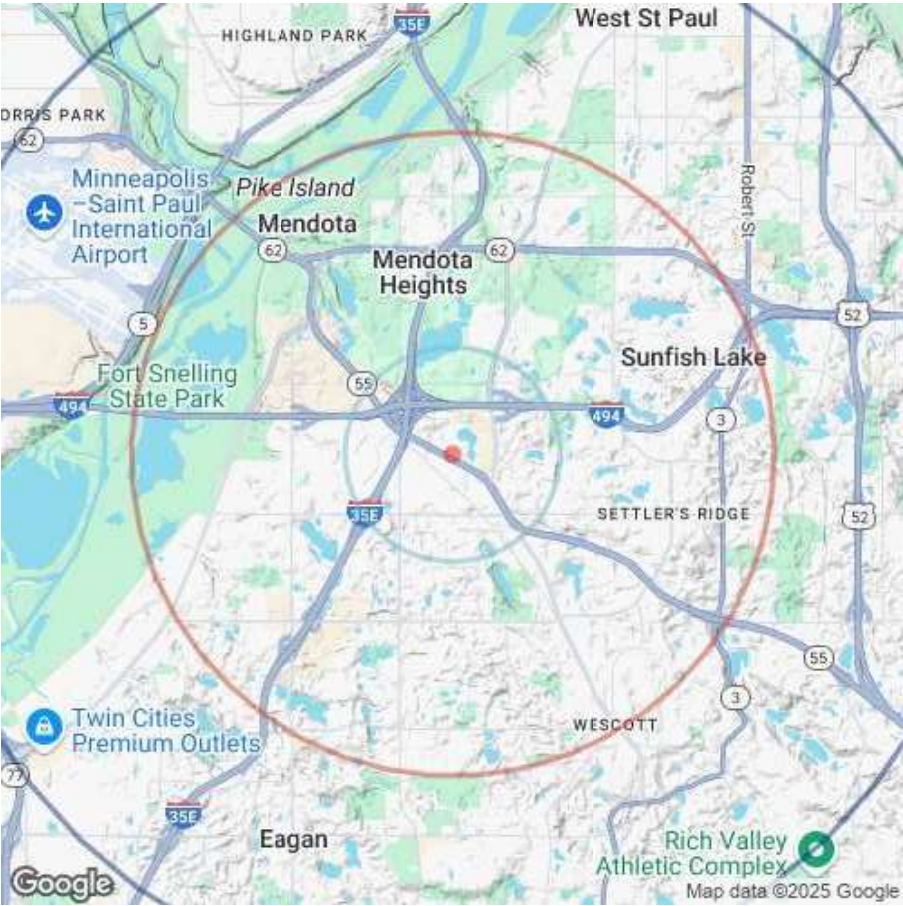 West St Paul
35E
HIGHLAND PARK
ORRIS PARK
62
Minneapolis
–Saint Paul
International
Airport
Pike Island
Mendota
62
Mendota
Heights
62
Robert St
5
52
Sunfish Lake
Fort Snelling
State Park
55
494
494
3
35E
SETTLER'S RIDGE
52
55
3
Twin Cities
Premium Outlets
WESCOTT
77
35E
Eagan
Rich Valley
Athletic Complex
Google
Map data ©2025 Google